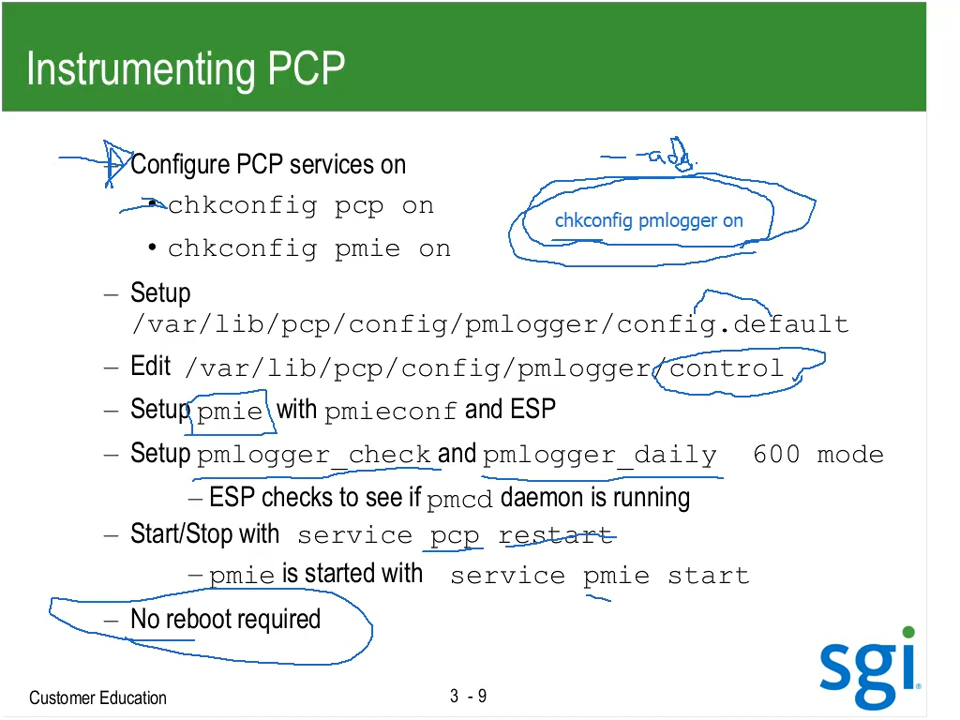 Instrumenting PCP
– Configure PCP services on
• chkconfig pcp on
• chkconfig pmie on
--add
chkconfig pmlogger on
– Setup
/var/lib/pcp/config/pmlogger/config.default
– Edit /var/lib/pcp/config/pmlogger/control
– Setup pmie with pmieconf and ESP
– Setup pmlogger_check and pmlogger_daily 600 mode
– ESP checks to see if pmcd daemon is running
– Start/Stop with service pcp restart
– pmie is started with service pmie start
– No reboot required
sgi
Customer Education
3 - 9